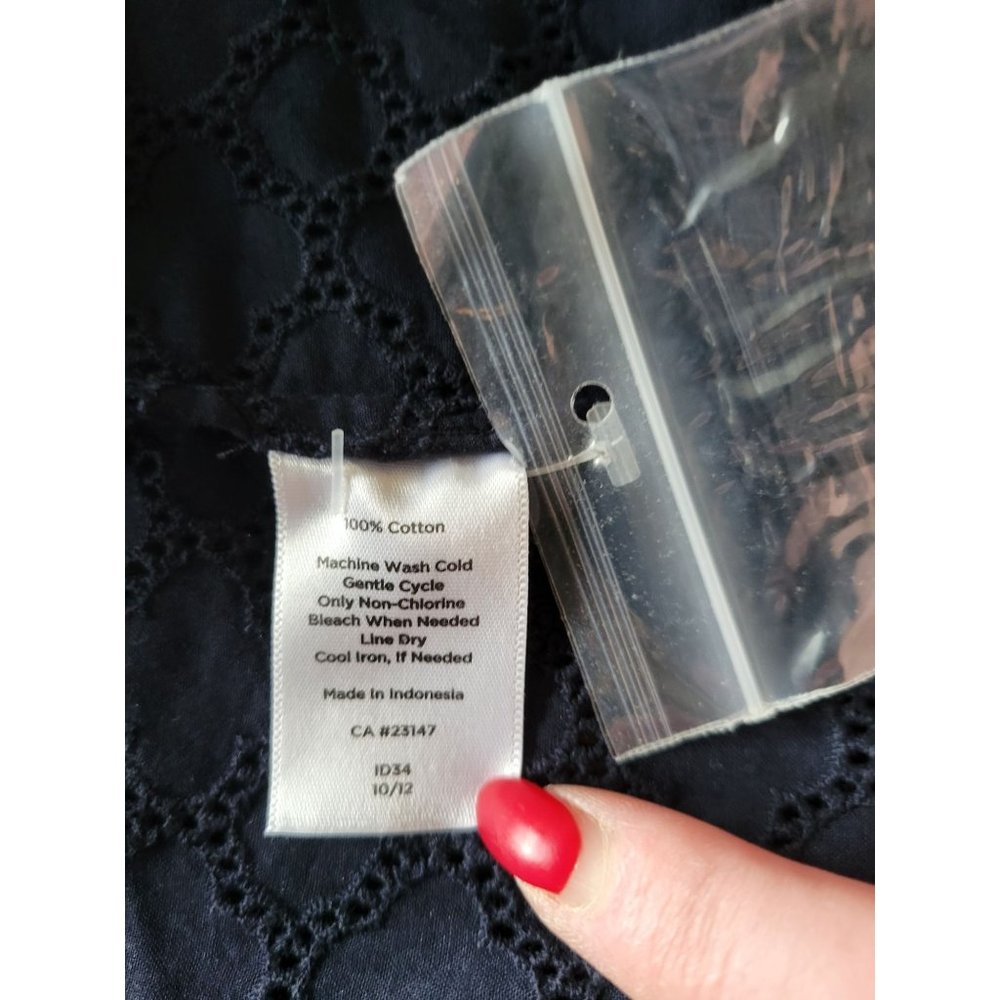 100% Cotton
Machine Wash Cold
Gentle Cycle
Only Non-Chlorine
Bleach When Needed
Line Dry
Cool Iron, If Needed
Made in Indonesia
CA #23147
ID34
10/12